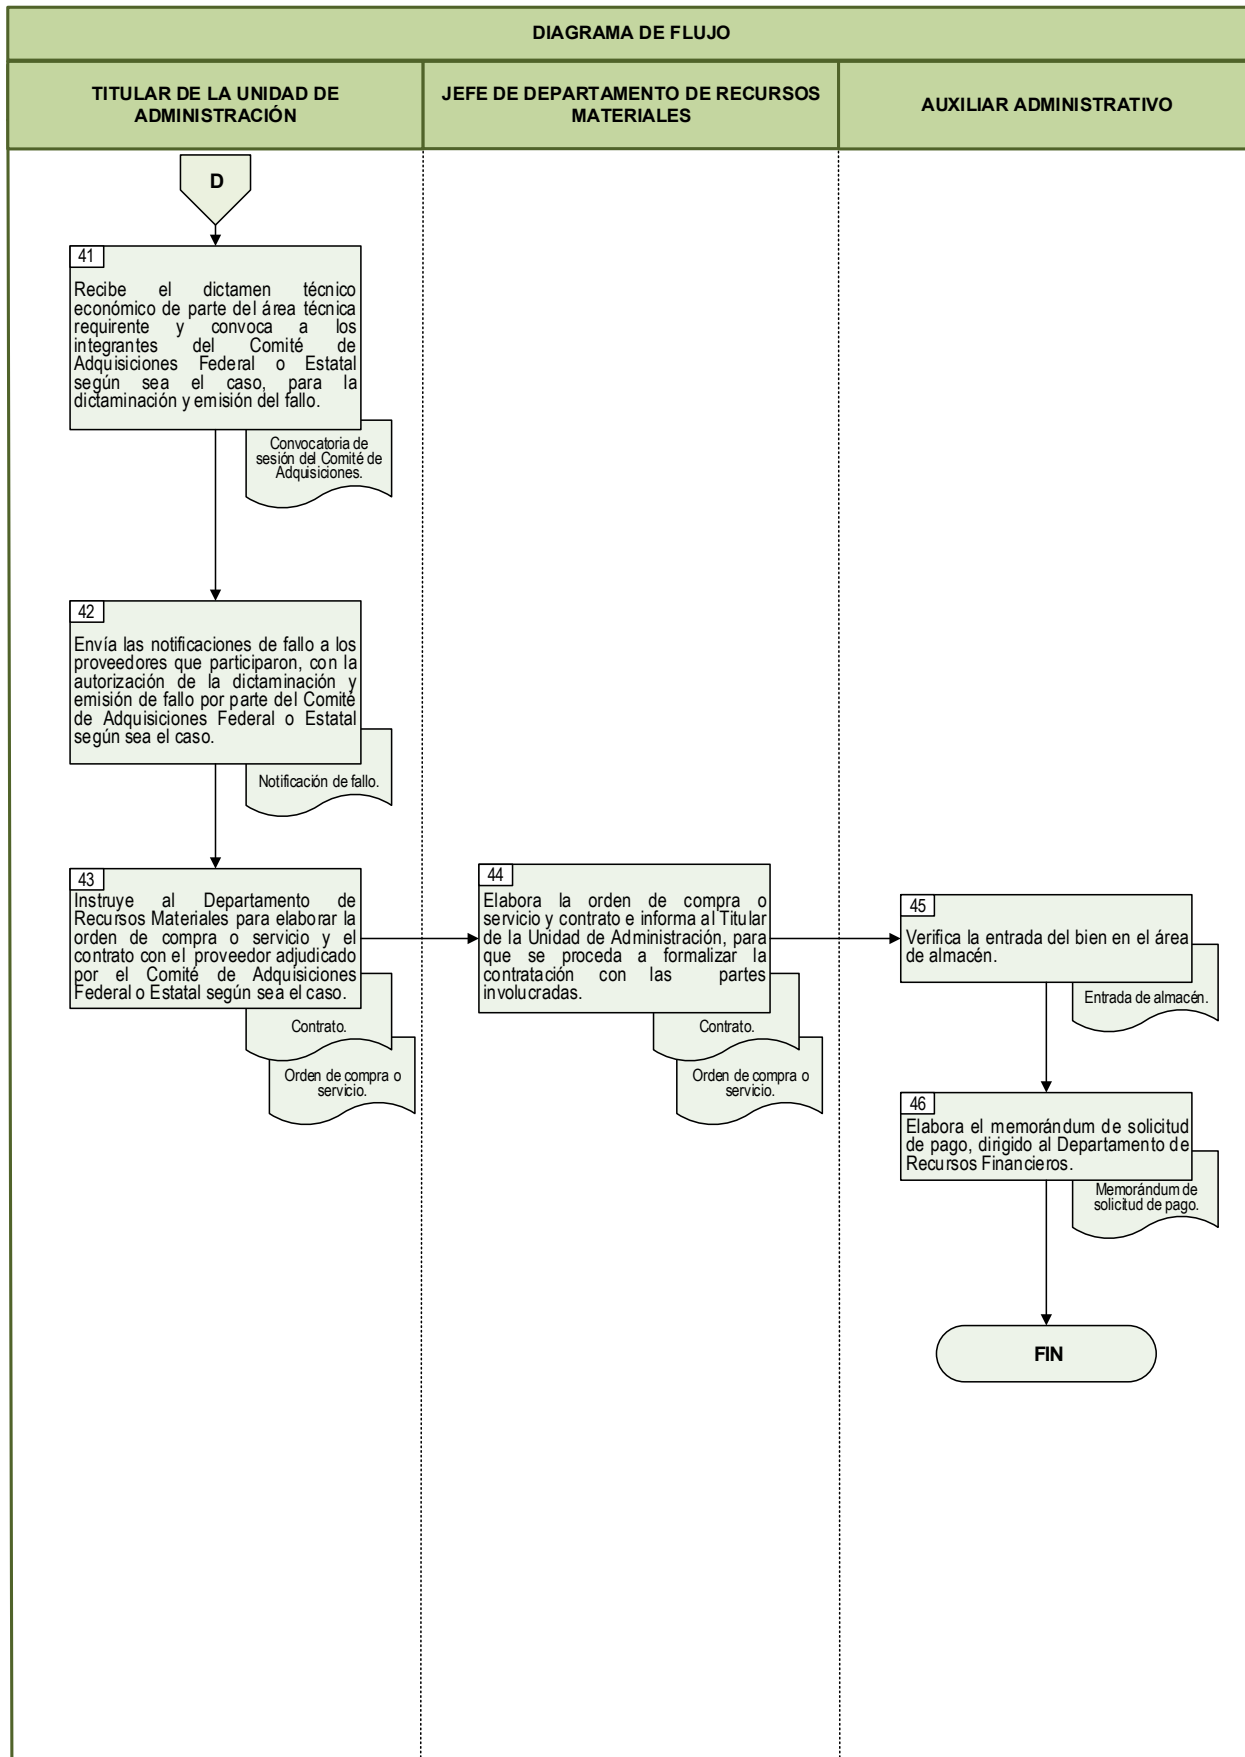 DIAGRAMA DE FLUJO
TITULAR DE LA UNIDAD DE
ADMINISTRACIÓN
JEFE DE DEPARTAMENTO DE RECURSOS
MATERIALES
AUXILIAR ADMINISTRATIVO
D
41
Recibe el dictamen técnico
económico de parte del área técnica
requirente y convoca a los
integrantes del Comité de
Adquisiciones Federal o Estatal
según sea el caso, para la
dictaminación y emisión del fallo.
Convocatoria de
sesión del Comité de
Adquisiciones.
42
Envía las notificaciones de fallo a los
proveedores que participaron, con la
autorización de la dictaminación y
emisión de fallo por parte del Comité
de Adquisiciones Federal o Estatal
según sea el caso.
Notificación de fallo.
43
Instruye al Departamento de
Recursos Materiales para elaborar la
orden de compra o servicio y el
contrato con el proveedor adjudicado
por el Comité de Adquisiciones
Federal o Estatal según sea el caso.
Contrato.
Orden de compra o
servicio.
44
Elabora la orden de compra o
servicio y contrato e informa al Titular
de la Unidad de Administración, para
que se proceda a formalizar la
contratación con las partes
involucradas.
Contrato.
Orden de compra o
servicio.
45
Verifica la entrada del bien en el área
de almacén.
Entrada de almacén.
46
Elabora el memorándum de solicitud
de pago, dirigido al Departamento de
Recursos Financieros.
Memorándum de
solicitud de pago.
FIN